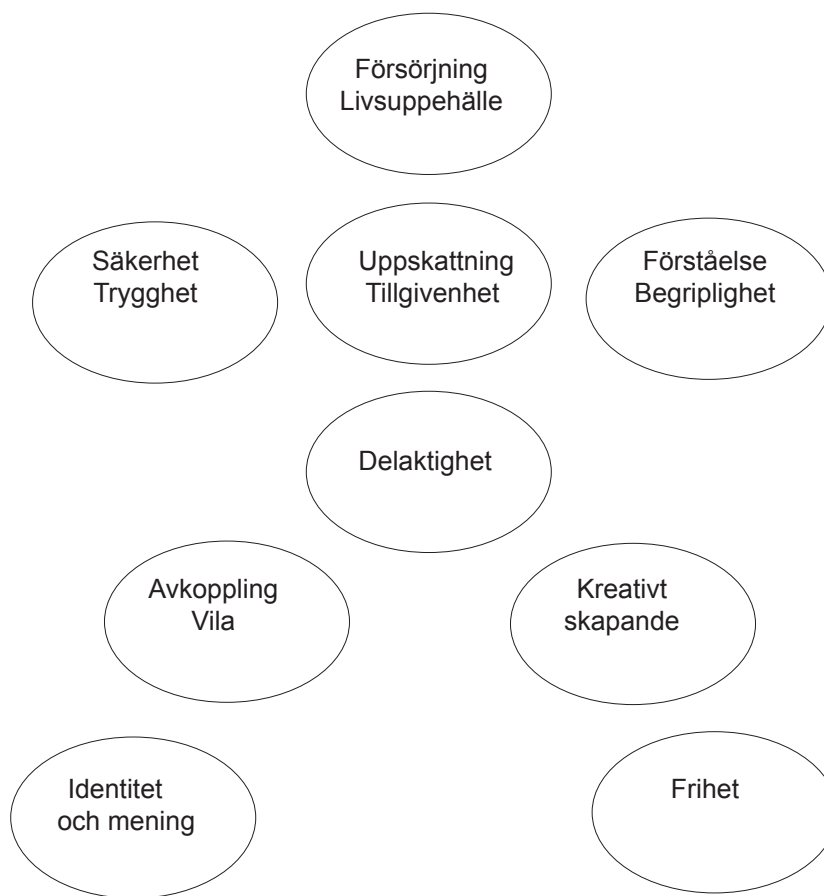 Försörjning
Livsuppehälle
Säkerhet
Trygghet
Uppskattning
Tillgivenhet
Förståelse
Begriplighet
Delaktighet
Avkoppling
Vila
Kreativt
skapande
Identitet
och mening
Frihet